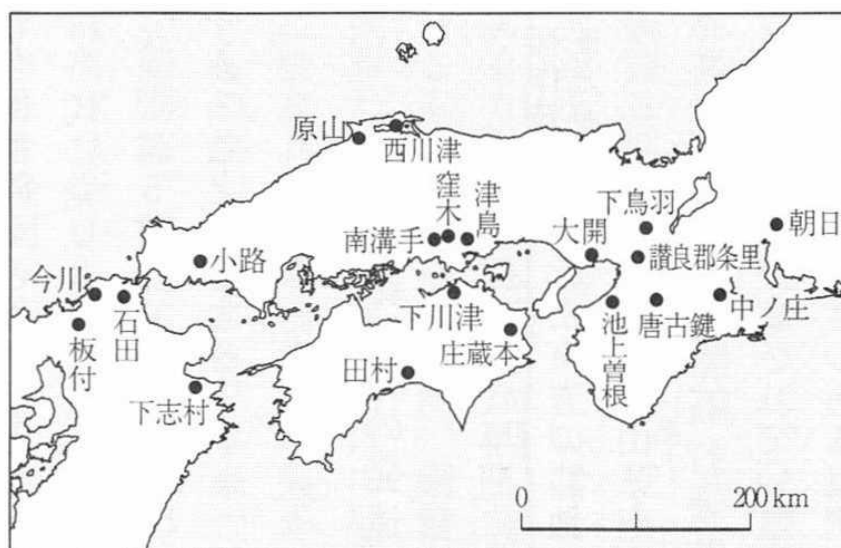 原山
西川津
窪木
津島
下鳥羽
朝日
南溝手
大開
讃良郡条里
小路
今川
石田
板付
下川津
庄蔵本
池上曽根
唐古鍵
中ノ庄
田村
下志村
0
200 km